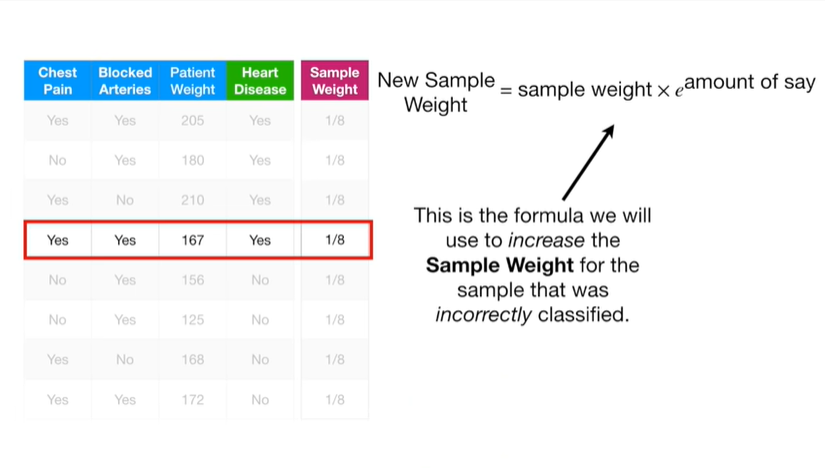 Chest Pain Blocked Arteries Patient Weight Heart Disease Sample Weight
Yes Yes 205 Yes 1/8
No Yes 180 Yes 1/8
Yes No 210 Yes 1/8
Yes Yes 167 Yes 1/8
No Yes 156 No 1/8
No Yes 125 No 1/8
Yes No 168 No 1/8
Yes Yes 172 No 1/8
New Sample Weight = sample weight × e^amount of say
This is the formula we will
use to increase the
Sample Weight for the
sample that was
incorrectly classified.